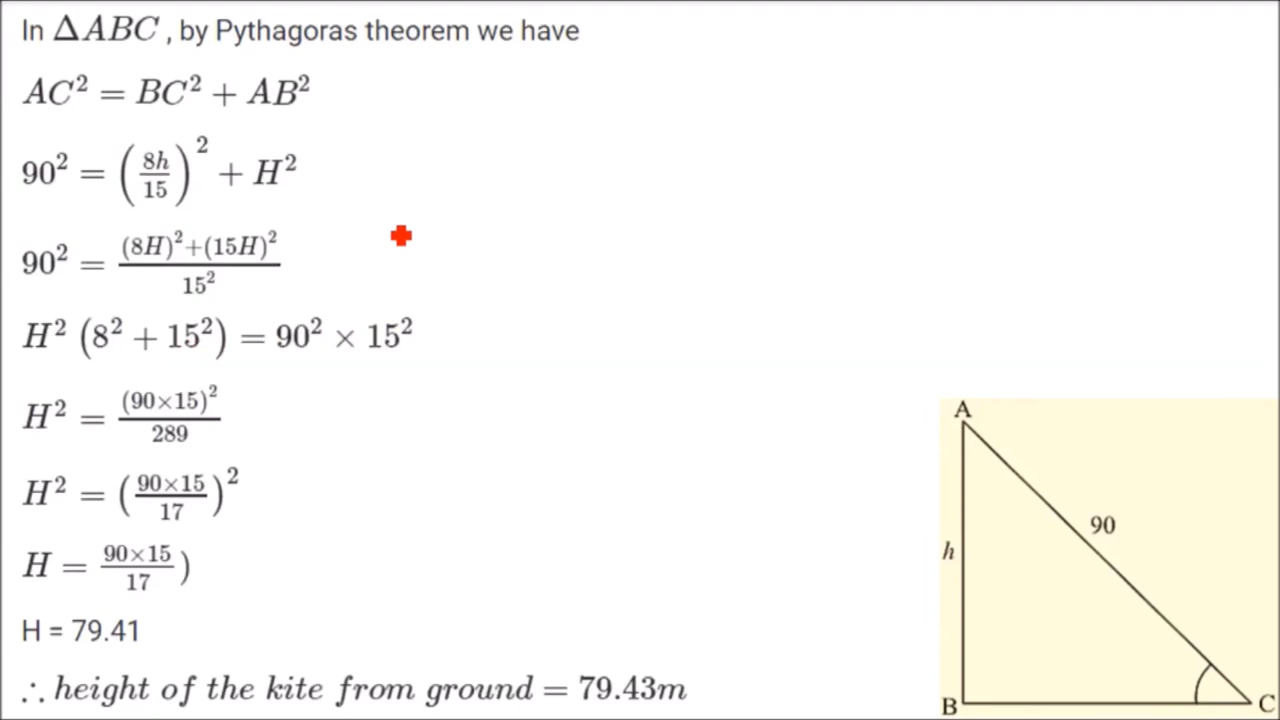 In ΔABC, by Pythagoras theorem we have
AC² = BC² + AB²
90² = (8h/15)² + H²
90² = (8H)²+(15H)²/15²
H² (8² + 15²) = 90² × 15²
H² = (90×15)²/289
H² = (90×15/17)²
H = 90×15/17)
H = 79.41
∴ height of the kite from ground = 79.43m
A
90
h
B
C